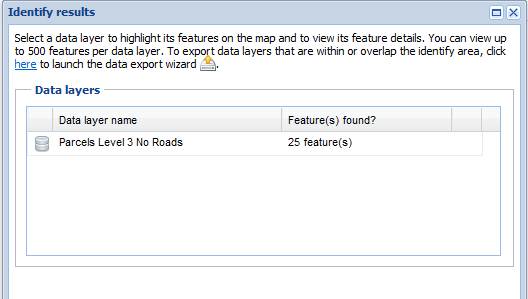 Identify results
Select a data layer to highlight its features on the map and to view its feature details. You can view up
to 500 features per data layer. To export data layers that are within or overlap the identify area, click
here to launch the data export wizard .
Data layers
Data layer name Feature(s) found?
Parcels Level 3 No Roads 25 feature(s)